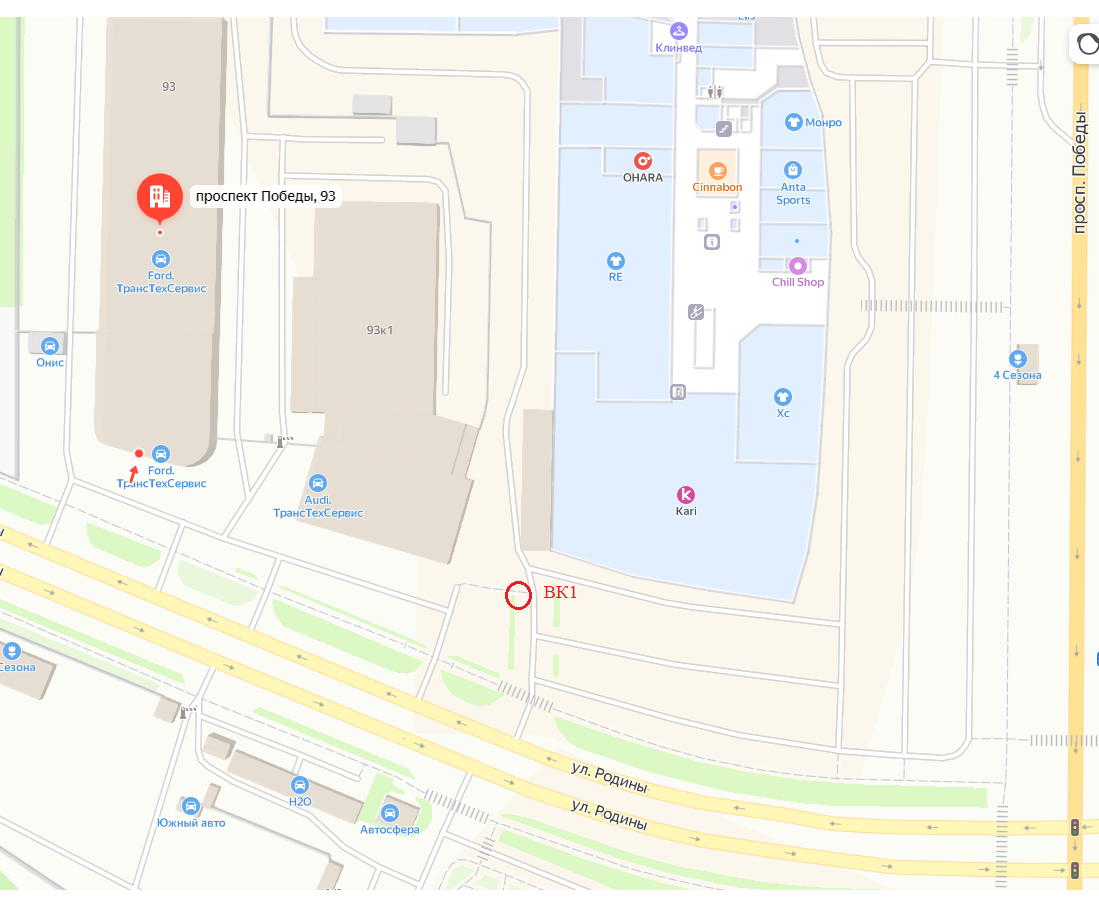 Клинвед
93
Монро
просп. Победы
OHARA
Cinnabon
Anta
Sports
проспект Победы, 93
Ford.
ТрансТехСервис
RE
Chill Shop
93к1
Онис
4 Сезона
Xc
Ford.
ТрансТехСервис
Audi.
ТрансТехСервис
Kari
ВК1
Сезона
ул. Родины
ул. Родины
H2O
Южный авто
Автосфера